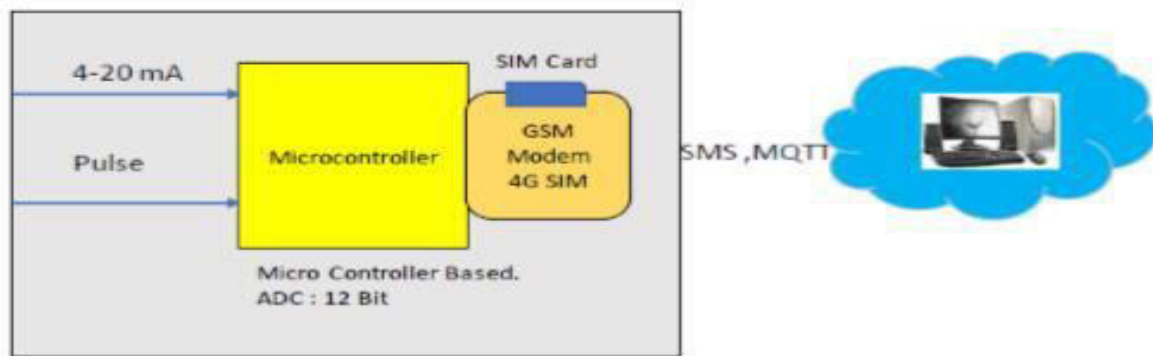 4-20 mA
Pulse
Microcontroller
SIM Card
GSM
Modem
4G SIM
SMS ,MQTT
Micro Controller Based.
ADC : 12 Bit